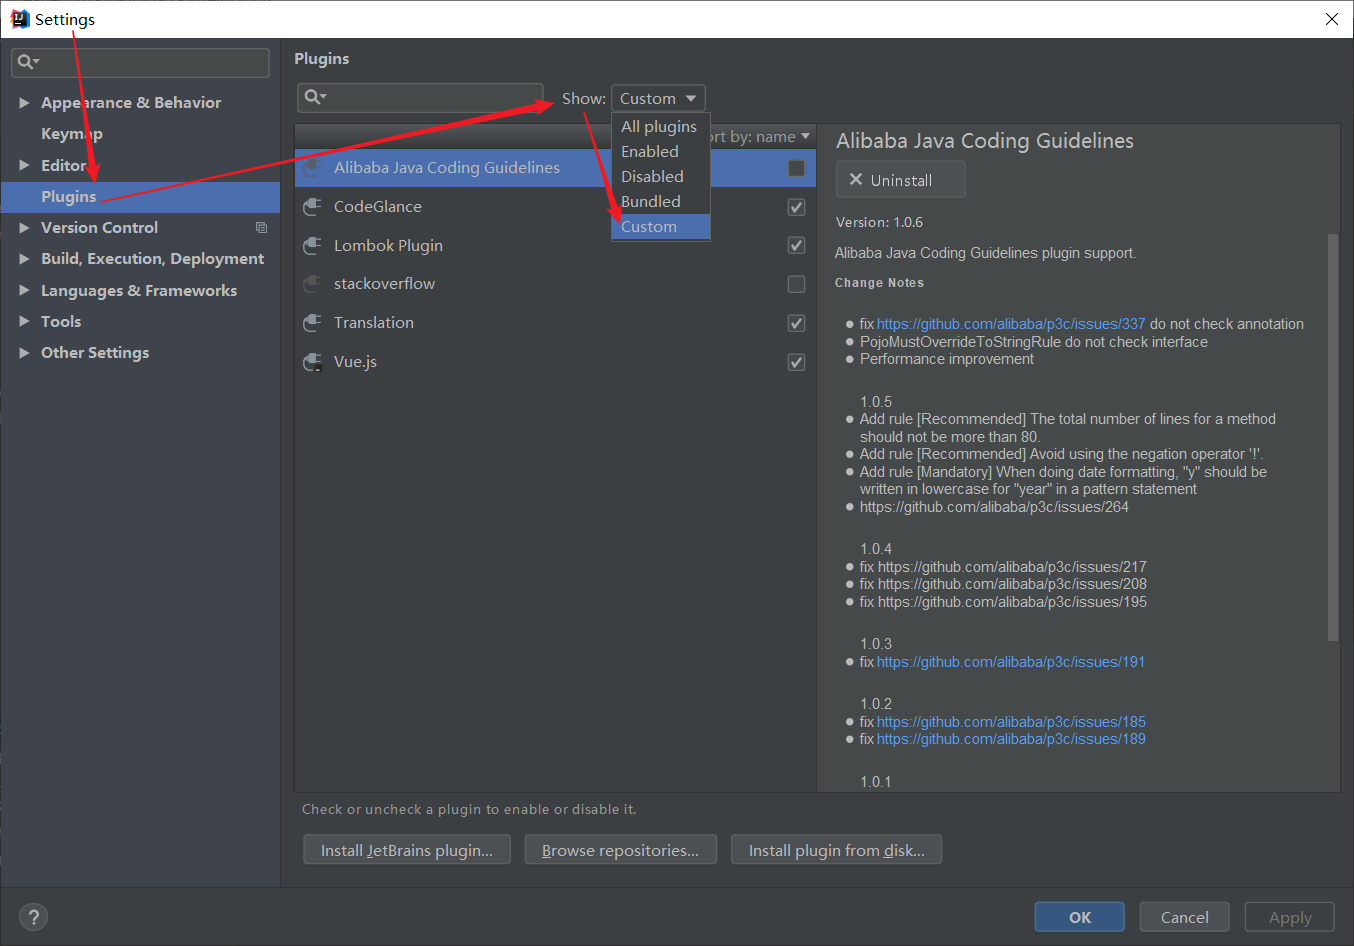 Settings
Plugins
Appearance & Behavior
Keymap
Editor
Plugins
Version Control
Build, Execution, Deployment
Languages & Frameworks
Tools
Other Settings
Show: Custom
All plugins
Enabled
Disabled
Bundled
Custom
ort by: name
Alibaba Java Coding Guidelines
CodeGlance
Lombok Plugin
stackoverflow
Translation
Vue.js
Alibaba Java Coding Guidelines
Uninstall
Version: 1.0.6
Alibaba Java Coding Guidelines plugin support.
Change Notes
fix https://github.com/alibaba/p3c/issues/337 do not check annotation
PojoMustOverrideToStringRule do not check interface
Performance improvement
1.0.5
Add rule [Recommended] The total number of lines for a method
should not be more than 80.
Add rule [Recommended] Avoid using the negation operator '!'.
Add rule [Mandatory] When doing date formatting, "y" should be
written in lowercase for "year" in a pattern statement
https://github.com/alibaba/p3c/issues/264
1.0.4
fix https://github.com/alibaba/p3c/issues/217
fix https://github.com/alibaba/p3c/issues/208
fix https://github.com/alibaba/p3c/issues/195
1.0.3
fix https://github.com/alibaba/p3c/issues/191
1.0.2
fix https://github.com/alibaba/p3c/issues/185
fix https://github.com/alibaba/p3c/issues/189
1.0.1
Check or uncheck a plugin to enable or disable it.
Install JetBrains plugin...
Browse repositories...
Install plugin from disk...
?
OK
Cancel
Apply